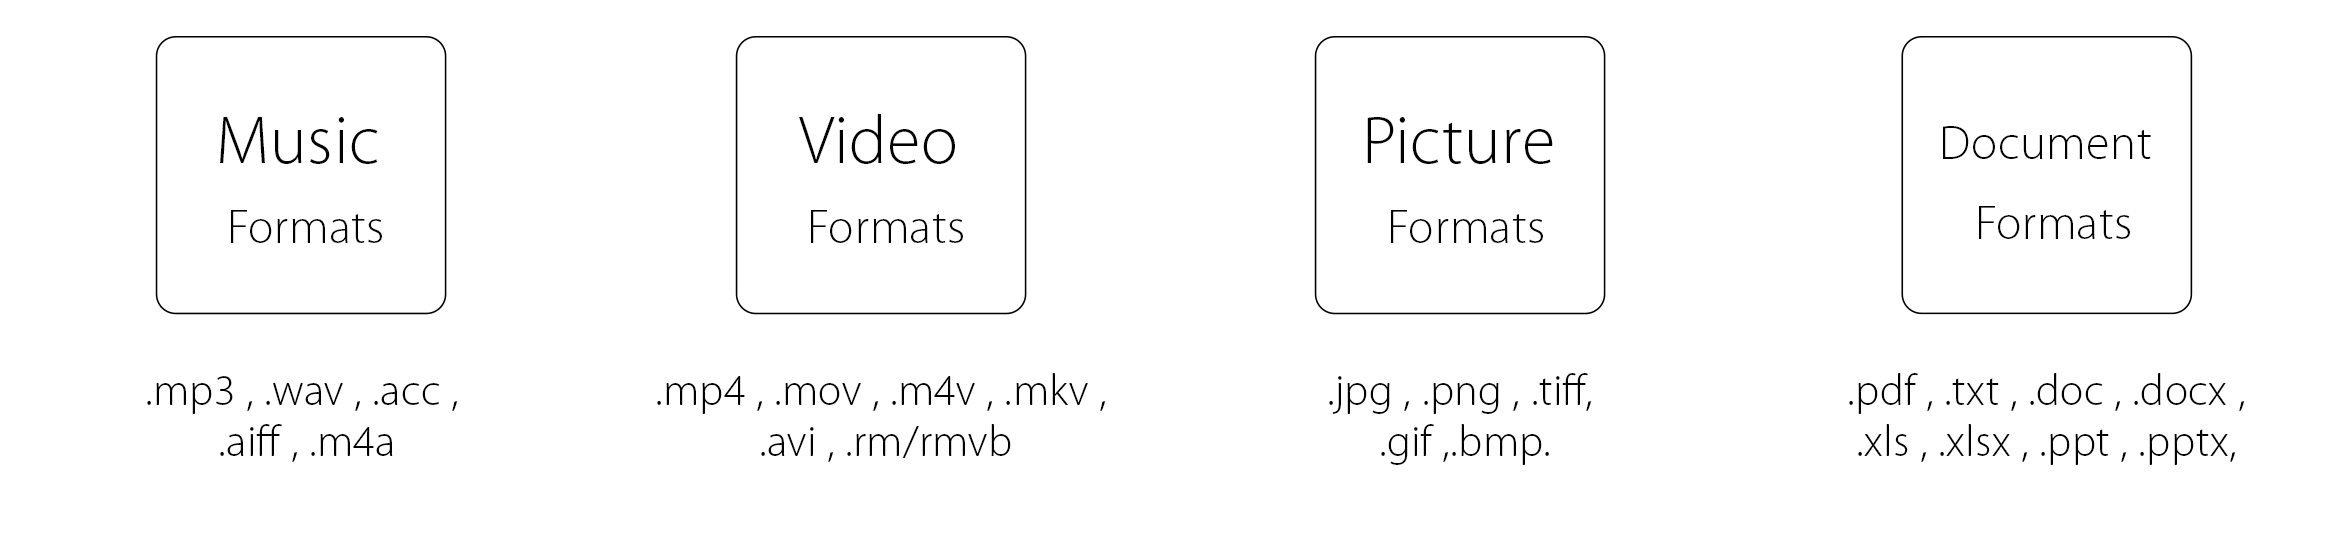 Music
Formats
.mp3 , .wav , .acc ,
.aiff , .m4a
Video
Formats
.mp4 , .mov , .m4v , .mkv ,
.avi , .rm/rmvb
Picture
Formats
.jpg , .png , .tiff,
.gif ,.bmp.
Document
Formats
.pdf , .txt , .doc , .docx ,
.xls , .xlsx , .ppt , .pptx,